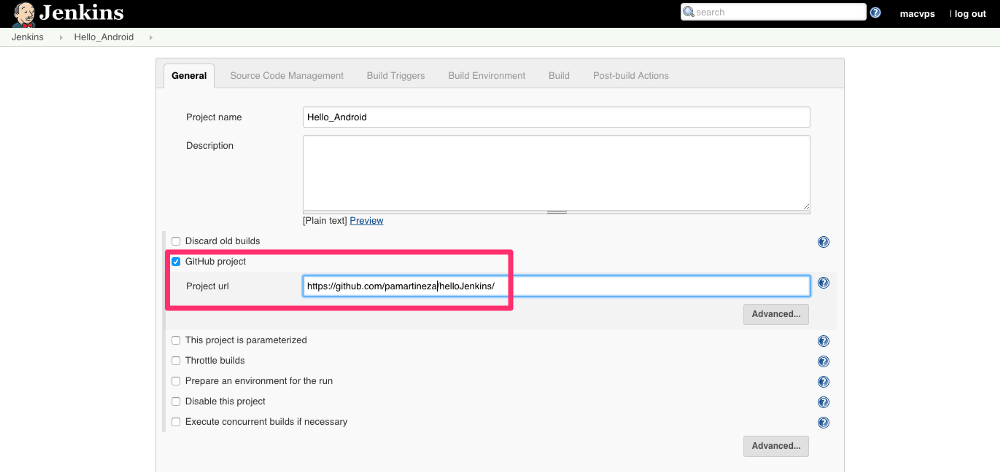 Jenkins search ? macvps | log out
Jenkins Hello_Android
General Source Code Management Build Triggers Build Environment Build Post-build Actions
Project name Hello_Android
Description
[Plain text] Preview
Discard old builds ?
GitHub project
Project url https://github.com/pamartineza/helloJenkins/ ?
Advanced...
This project is parameterized ?
Throttle builds ?
Prepare an environment for the run ?
Disable this project ?
Execute concurrent builds if necessary ?
Advanced...